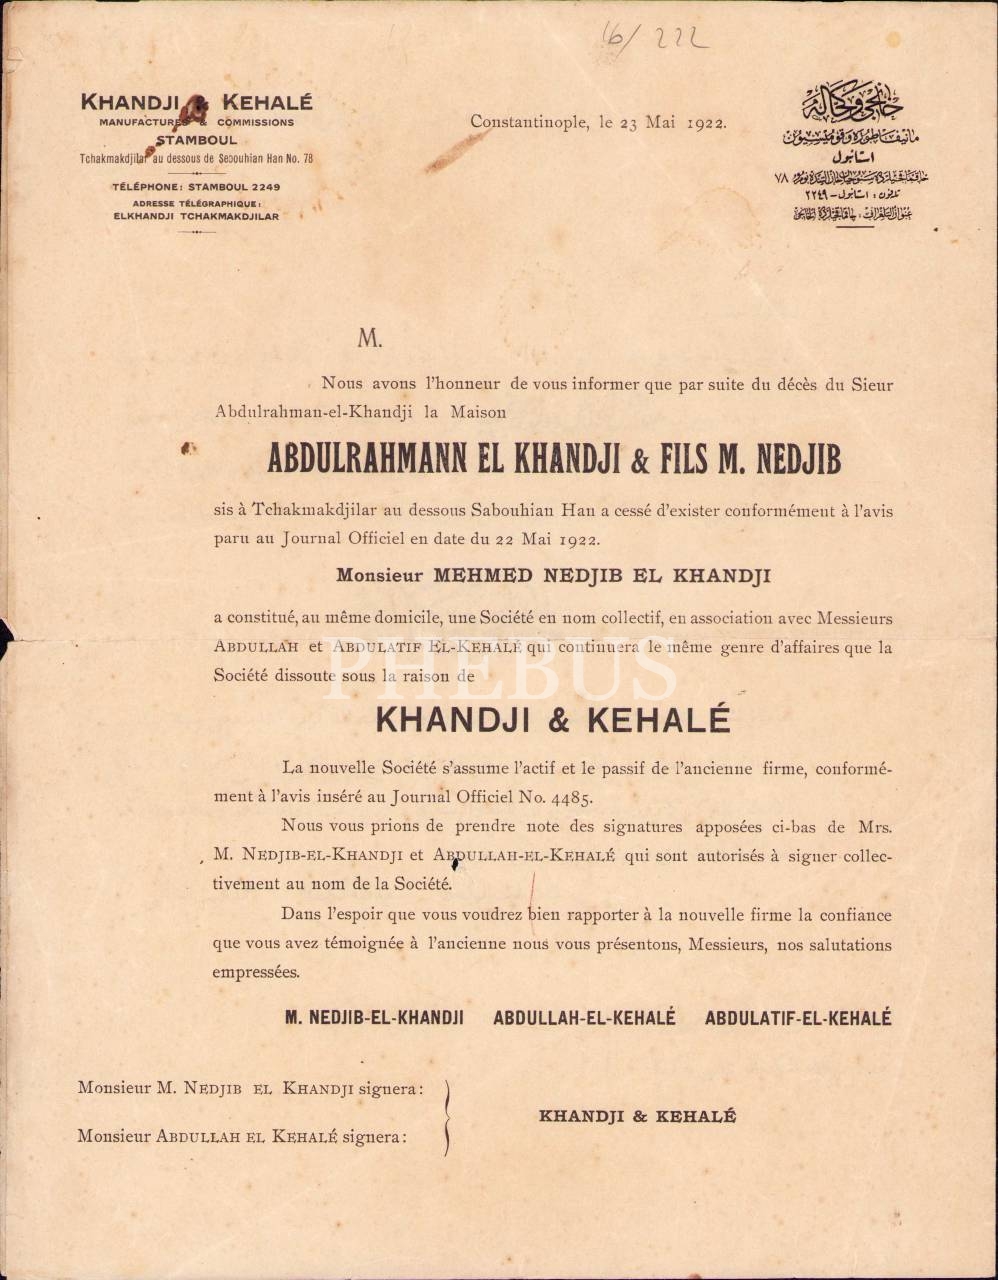 16/222
KHANDJI & KEHALÉ
MANUFACTURES & COMMISSIONS
STAMBOUL
Tchakmakdjilar au dessous de Sebouhian Han No. 78
TÉLÉPHONE: STAMBOUL 2249
ADRESSE TÉLÉGRAPHIQUE:
ELKHANDJI TCHAKMAKDJILAR
Constantinople, le 23 Mai 1922.
خانجی و کحاله
مانیفاطوره و قومیسیون
استانبول
٧٨
تلفون : استانبول - ٢٢٤٩
M.
Nous avons l'honneur de vous informer que par suite du décès du Sieur
Abdulrahman-el-Khandji la Maison
ABDULRAHMANN EL KHANDJI & FILS M. NEDJIB
sis à Tchakmakdjilar au dessous Sabouhian Han a cessé d'exister conformément à l'avis
paru au Journal Officiel en date du 22 Mai 1922.
Monsieur MEHMED NEDJIB EL KHANDJI
a constitué, au même domicile, une Société en nom collectif, en association avec Messieurs
ABDULLAH et ABDULATIF EL-KEHALÉ qui continuera le même genre d'affaires que la
Société dissoute sous la raison de
PHEBUS
KHANDJI & KEHALÉ
La nouvelle Société s'assume l'actif et le passif de l'ancienne firme, conformé-
ment à l'avis inséré au Journal Officiel No. 4485.
Nous vous prions de prendre note des signatures apposées ci-bas de Mrs.
M. NEDJIB-EL-KHANDJI et ABDULLAH-EL-KEHALÉ qui sont autorisés à signer collec-
tivement au nom de la Société.
Dans l'espoir que vous voudrez bien rapporter à la nouvelle firme la confiance
que vous avez témoignée à l'ancienne nous vous présentons, Messieurs, nos salutations
empressées.
M. NEDJIB-EL-KHANDJI ABDULLAH-EL-KEHALÉ ABDULATIF-EL-KEHALÉ
Monsieur M. NEDJIB EL KHANDJI signera:
KHANDJI & KEHALÉ
Monsieur ABDULLAH EL KEHALÉ signera: